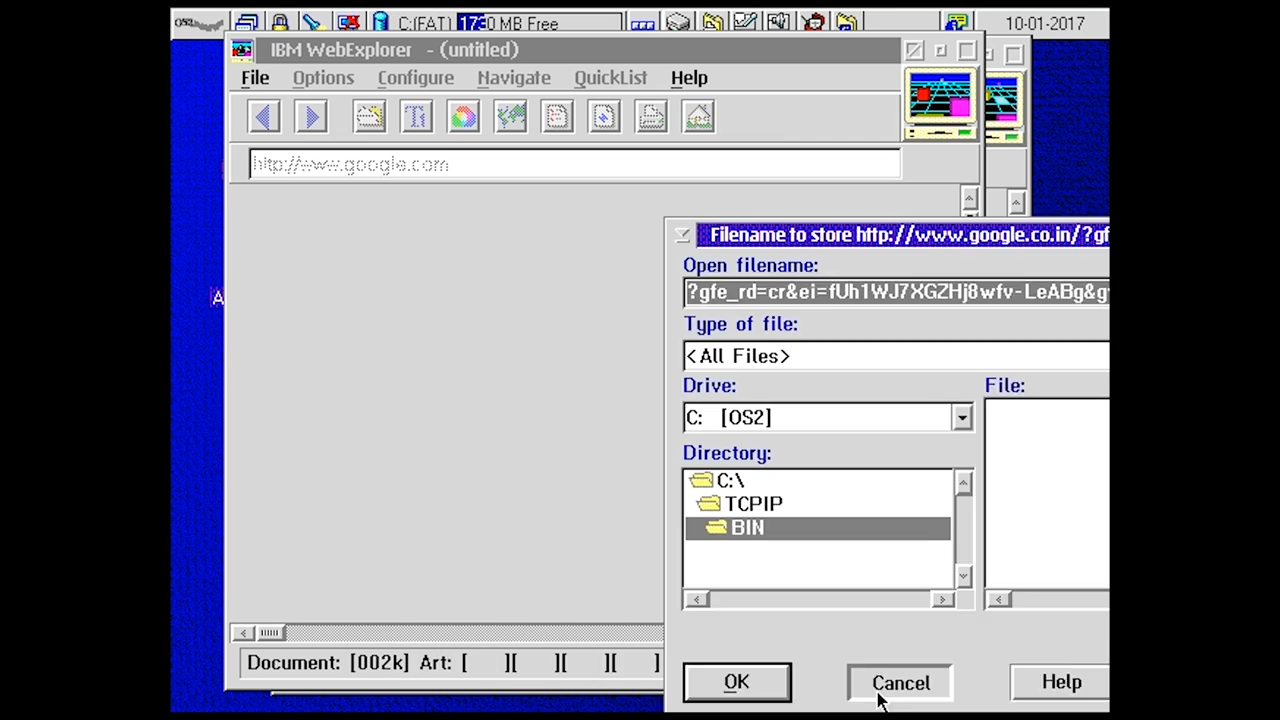 OS2
C:(FAT) 1730 MB Free
10-01-2017
IBM WebExplorer - (untitled)
File Options Configure Navigate QuickList Help
http://www.google.com
A
Filename to store http://www.google.co.in/?gf
Open filename:
?gfe_rd=cr&ei=fUh1WJ7XGZHj8wfv-LeABg&g
Type of file:
<All Files>
Drive:
File:
C: [OS2]
Directory:
C:\
TCPIP
BIN
Document: [002k] Art: [ ][ ][ ][ ]
OK Cancel Help